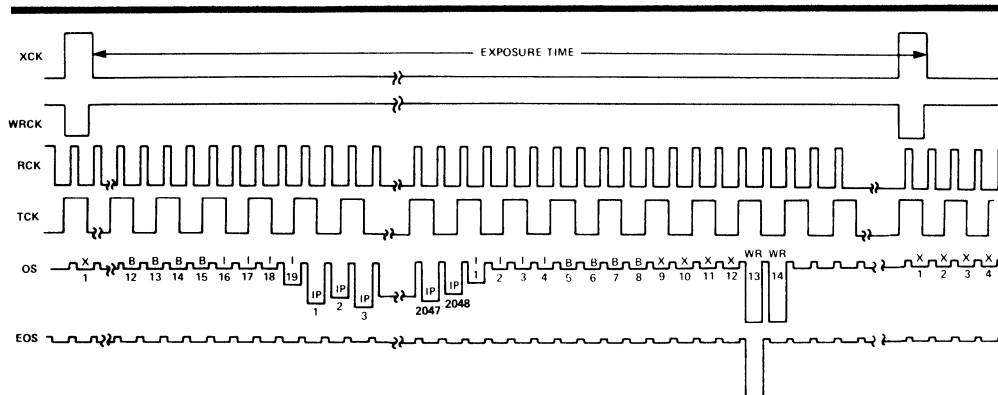 XCK
EXPOSURE TIME
WRCK
RCK
TCK
OS
X B B B B I I I I I I I I B B B B X X X X WR WR X X X X
1 12 13 14 15 16 17 18 19 1 2 3 4 5 6 7 8 9 10 11 12 13 14 1 2 3 4
IP IP IP IP IP
1 2 3 2047 2048
EOS